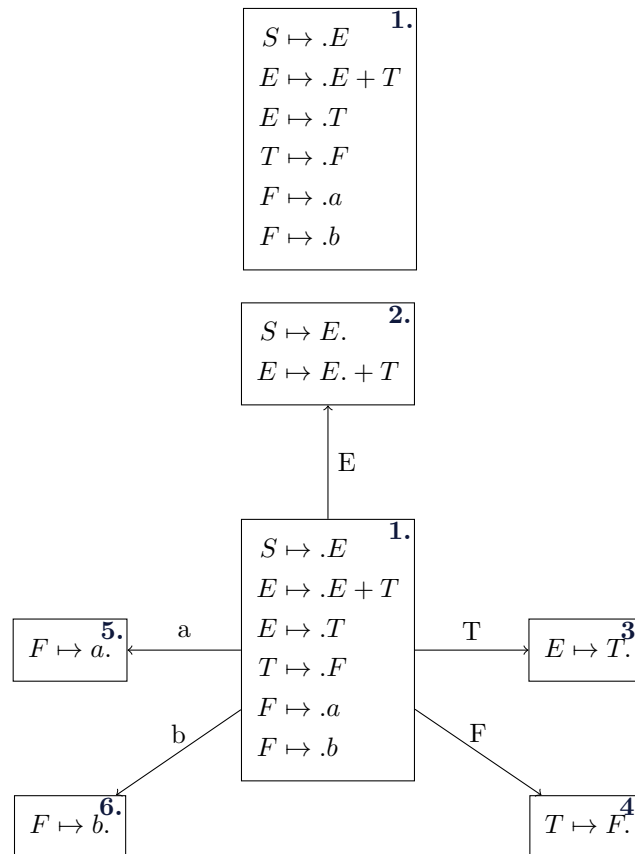 1.
S ↦ .E
E ↦ .E + T
E ↦ .T
T ↦ .F
F ↦ .a
F ↦ .b
2.
S ↦ E.
E ↦ E. + T
E
1.
S ↦ .E
E ↦ .E + T
E ↦ .T
T ↦ .F
F ↦ .a
F ↦ .b
5.
F ↦ a.
a
T
3
E ↦ T.
b
F
6.
F ↦ b.
4
T ↦ F.